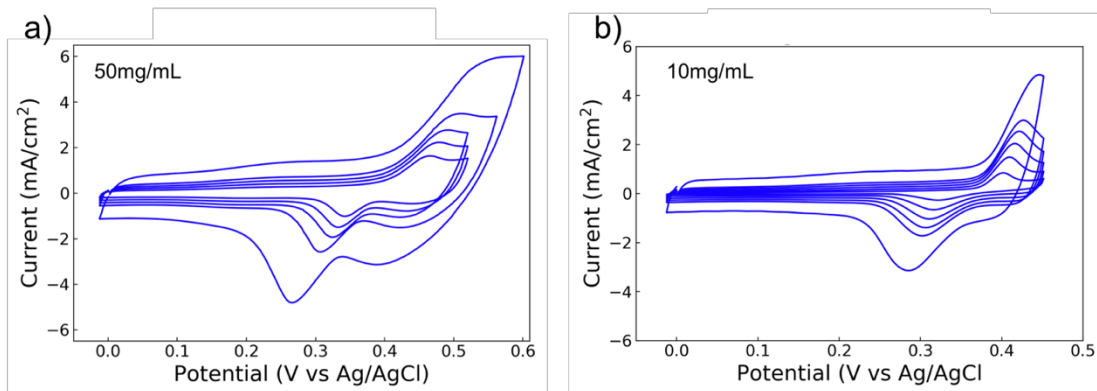 a)
50mg/mL
Current (mA/cm²)
6
4
2
0
−2
−4
−6
0.0 0.1 0.2 0.3 0.4 0.5 0.6
Potential (V vs Ag/AgCl)
b)
10mg/mL
Current (mA/cm²)
6
4
2
0
−2
−4
−6
0.0 0.1 0.2 0.3 0.4 0.5
Potential (V vs Ag/AgCl